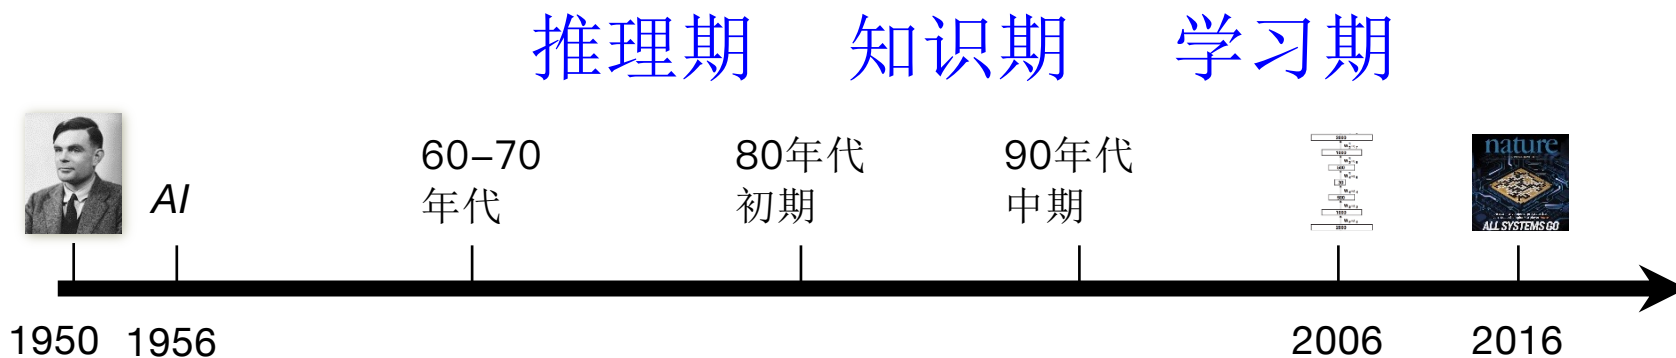 推理期 知识期 学习期
AI
60–70
年代
80年代
初期
90年代
中期
nature
ALL SYSTEMS GO
1950 1956 2006 2016